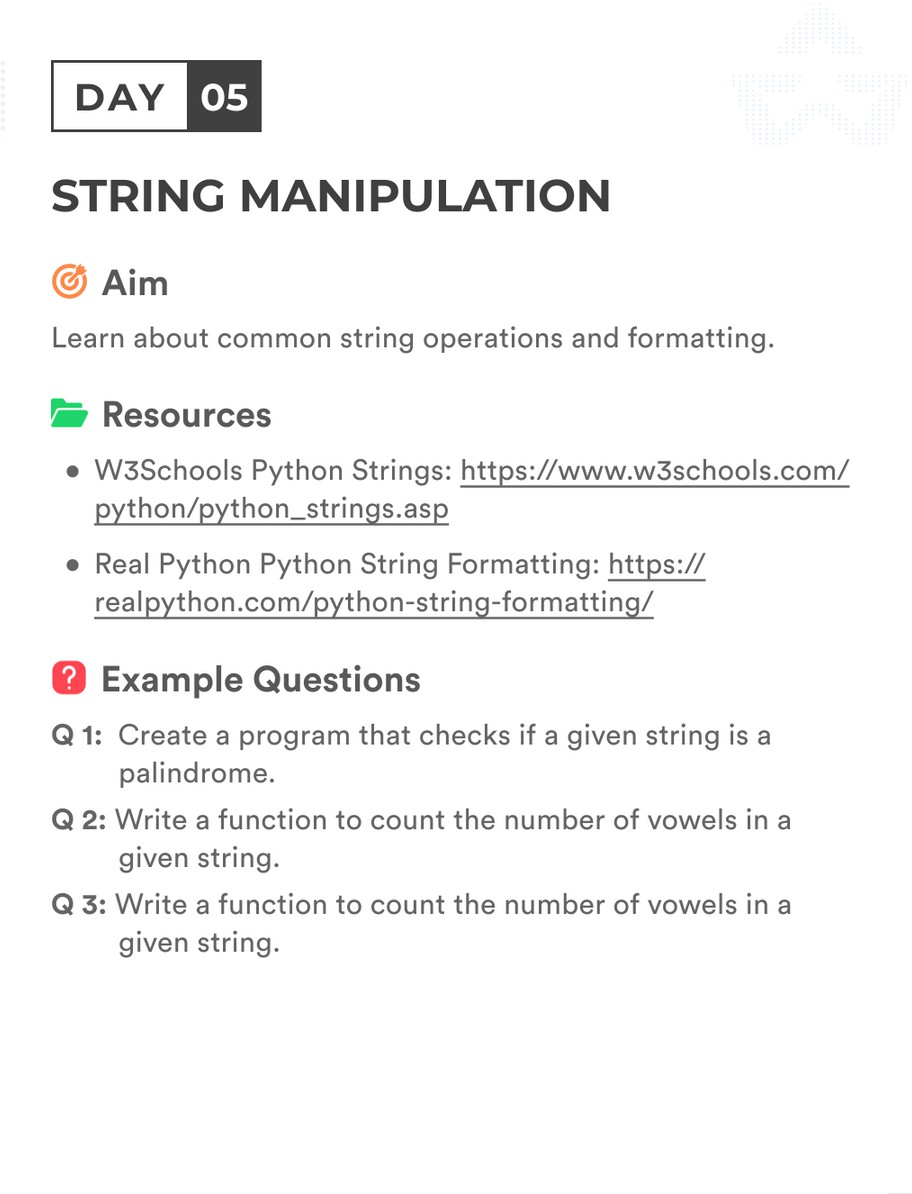 DAY 05
STRING MANIPULATION
Aim
Learn about common string operations and formatting.
Resources
● W3Schools Python Strings: https://www.w3schools.com/
python/python_strings.asp
● Real Python Python String Formatting: https://
realpython.com/python-string-formatting/
? Example Questions
Q 1: Create a program that checks if a given string is a
palindrome.
Q 2: Write a function to count the number of vowels in a
given string.
Q 3: Write a function to count the number of vowels in a
given string.